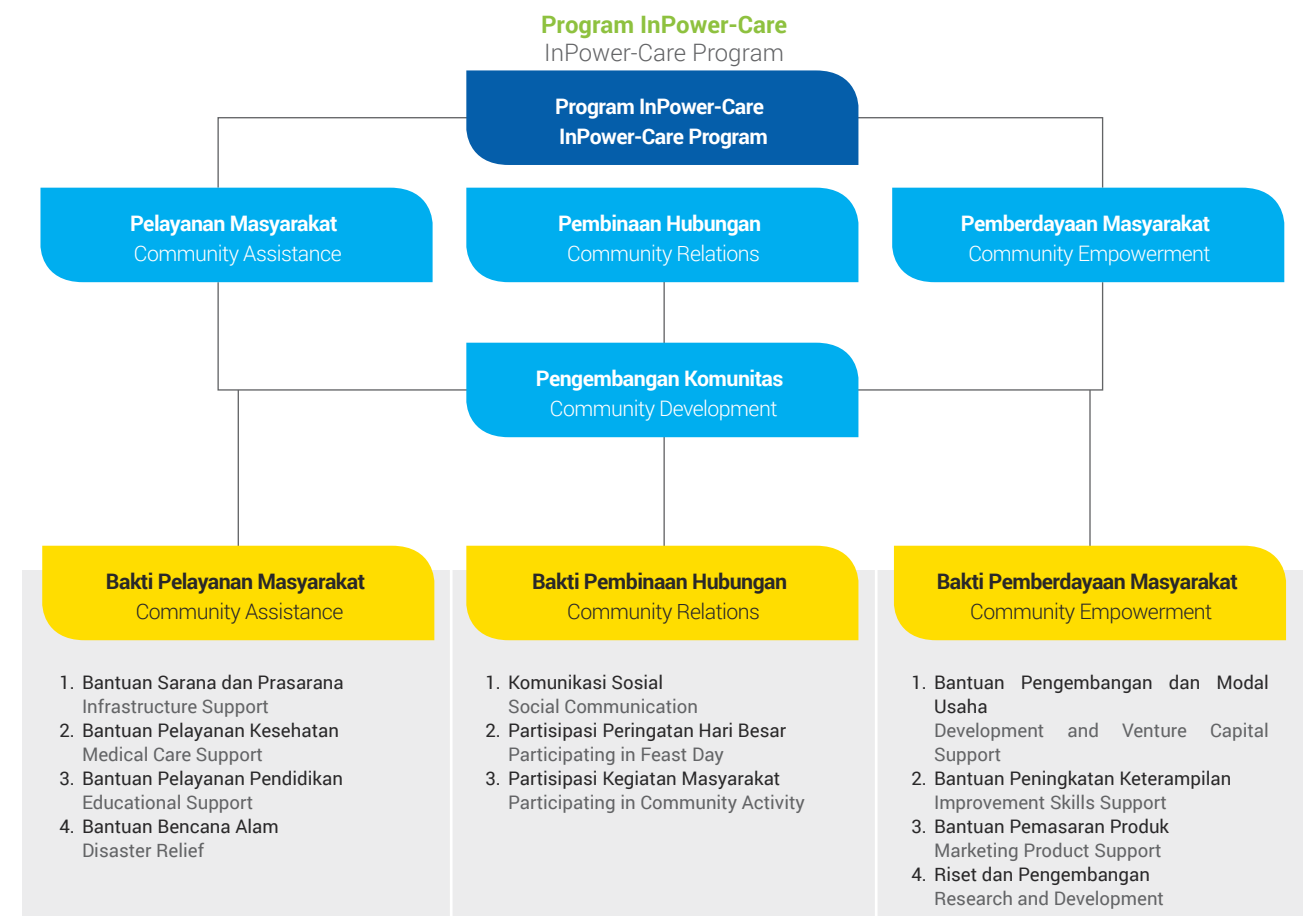 Program InPower-Care
InPower-Care Program
Program InPower-Care
InPower-Care Program
Pelayanan Masyarakat
Community Assistance
Pembinaan Hubungan
Community Relations
Pemberdayaan Masyarakat
Community Empowerment
Pengembangan Komunitas
Community Development
Bakti Pelayanan Masyarakat
Community Assistance
1. Bantuan Sarana dan Prasarana
Infrastructure Support
2. Bantuan Pelayanan Kesehatan
Medical Care Support
3. Bantuan Pelayanan Pendidikan
Educational Support
4. Bantuan Bencana Alam
Disaster Relief
Bakti Pembinaan Hubungan
Community Relations
1. Komunikasi Sosial
Social Communication
2. Partisipasi Peringatan Hari Besar
Participating in Feast Day
3. Partisipasi Kegiatan Masyarakat
Participating in Community Activity
Bakti Pemberdayaan Masyarakat
Community Empowerment
1. Bantuan Pengembangan dan Modal
Usaha
Development and Venture Capital
Support
2. Bantuan Peningkatan Keterampilan
Improvement Skills Support
3. Bantuan Pemasaran Produk
Marketing Product Support
4. Riset dan Pengembangan
Research and Development